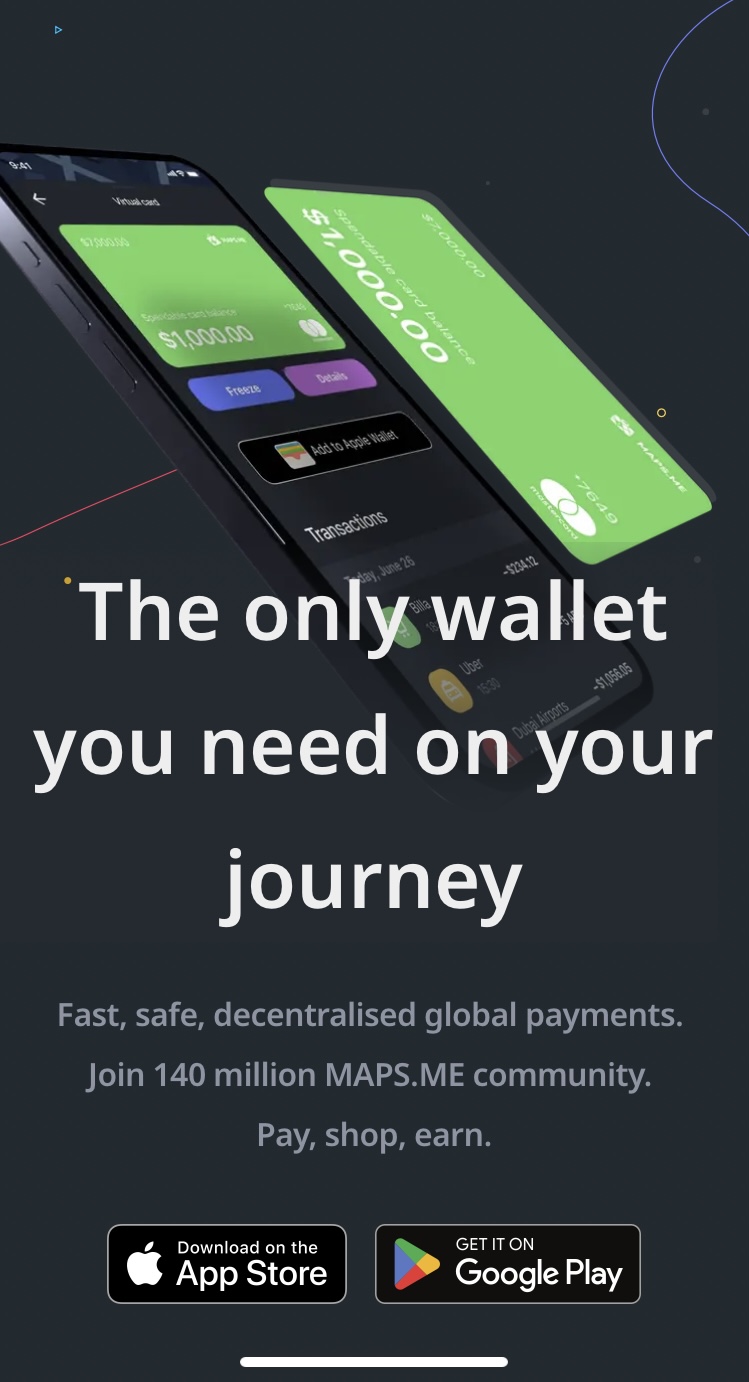 9:41
Virtual card
$7,000.00
MAPS.ME
Spendable card balance
*7649
$1,000.00
Freeze
Details
Add to Apple Wallet
Transactions
Today, June 26
-$234.12
Billa
Uber
15:30
Dubai Airports
-$1,056.05
$7,000.00
Spendable card balance
$1,000.00
MAPS.ME
*7649
mastercard
The only wallet
you need on your
journey
Fast, safe, decentralised global payments.
Join 140 million MAPS.ME community.
Pay, shop, earn.
Download on the
App Store
GET IT ON
Google Play